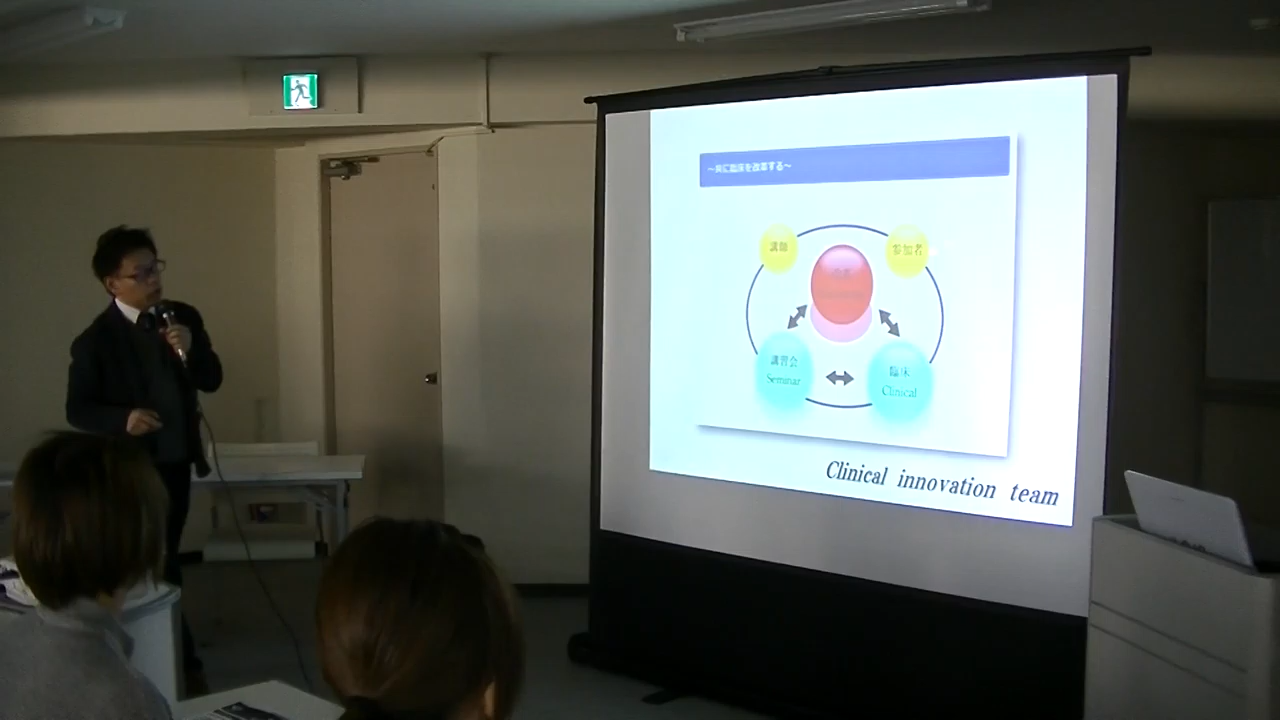 ～共に臨床を改革する～
講師
参加者
講習会
Seminar
臨床
Clinical
Clinical innovation team